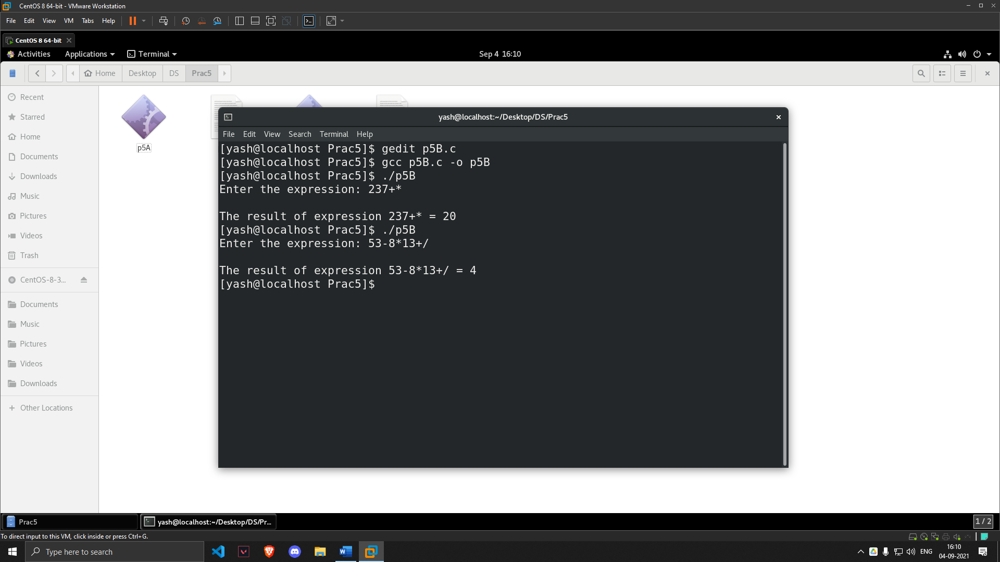 CentOS 8 64-bit - VMware Workstation
File Edit View VM Tabs Help
CentOS 8 64-bit
Activities Applications Terminal Sep 4 16:10
Home Desktop DS Prac5
Recent
Starred
Home
Documents
Downloads
Music
Pictures
Videos
Trash
CentOS-8-3...
Documents
Music
Pictures
Videos
Downloads
Other Locations
p5A
yash@localhost:~/Desktop/DS/Prac5
File Edit View Search Terminal Help
[yash@localhost Prac5]$ gedit p5B.c
[yash@localhost Prac5]$ gcc p5B.c -o p5B
[yash@localhost Prac5]$ ./p5B
Enter the expression: 237+*
The result of expression 237+* = 20
[yash@localhost Prac5]$ ./p5B
Enter the expression: 53-8*13+/
The result of expression 53-8*13+/ = 4
[yash@localhost Prac5]$
Prac5 yash@localhost:~/Desktop/DS/Pr... 1 / 2
To direct input to this VM, click inside or press Ctrl+G.
Type here to search ENG 16:10
04-09-2021